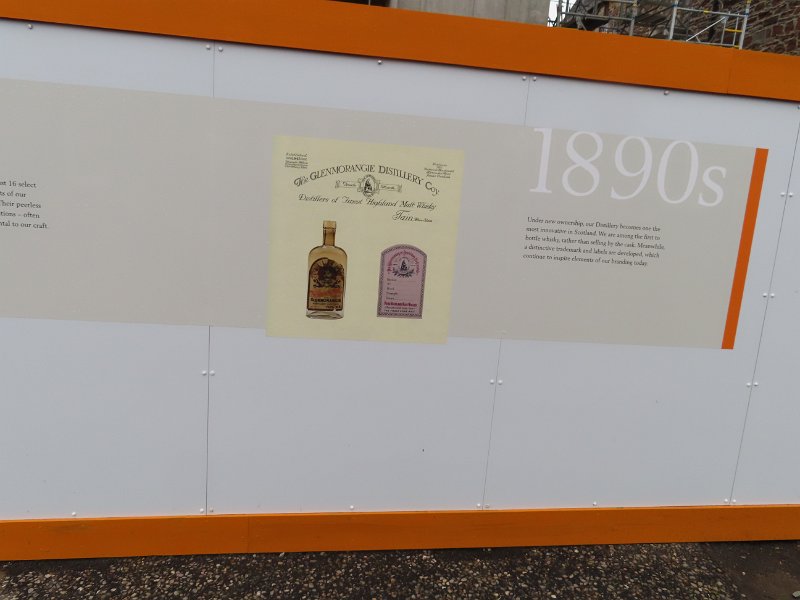 st 16 select
ts of our
Their peerless
tions – often
ntal to our craft.
The GLENMORANGIE DISTILLERY Coy.
Distillers of Finest Highland Malt Whisky
Tain
GLENMORANGIE
1890s
Under new ownership, our Distillery becomes one the
most innovative in Scotland. We are among the first to
bottle whisky, rather than selling by the cask. Meanwhile,
a distinctive trademark and labels are developed, which
continue to inspire elements of our branding today.